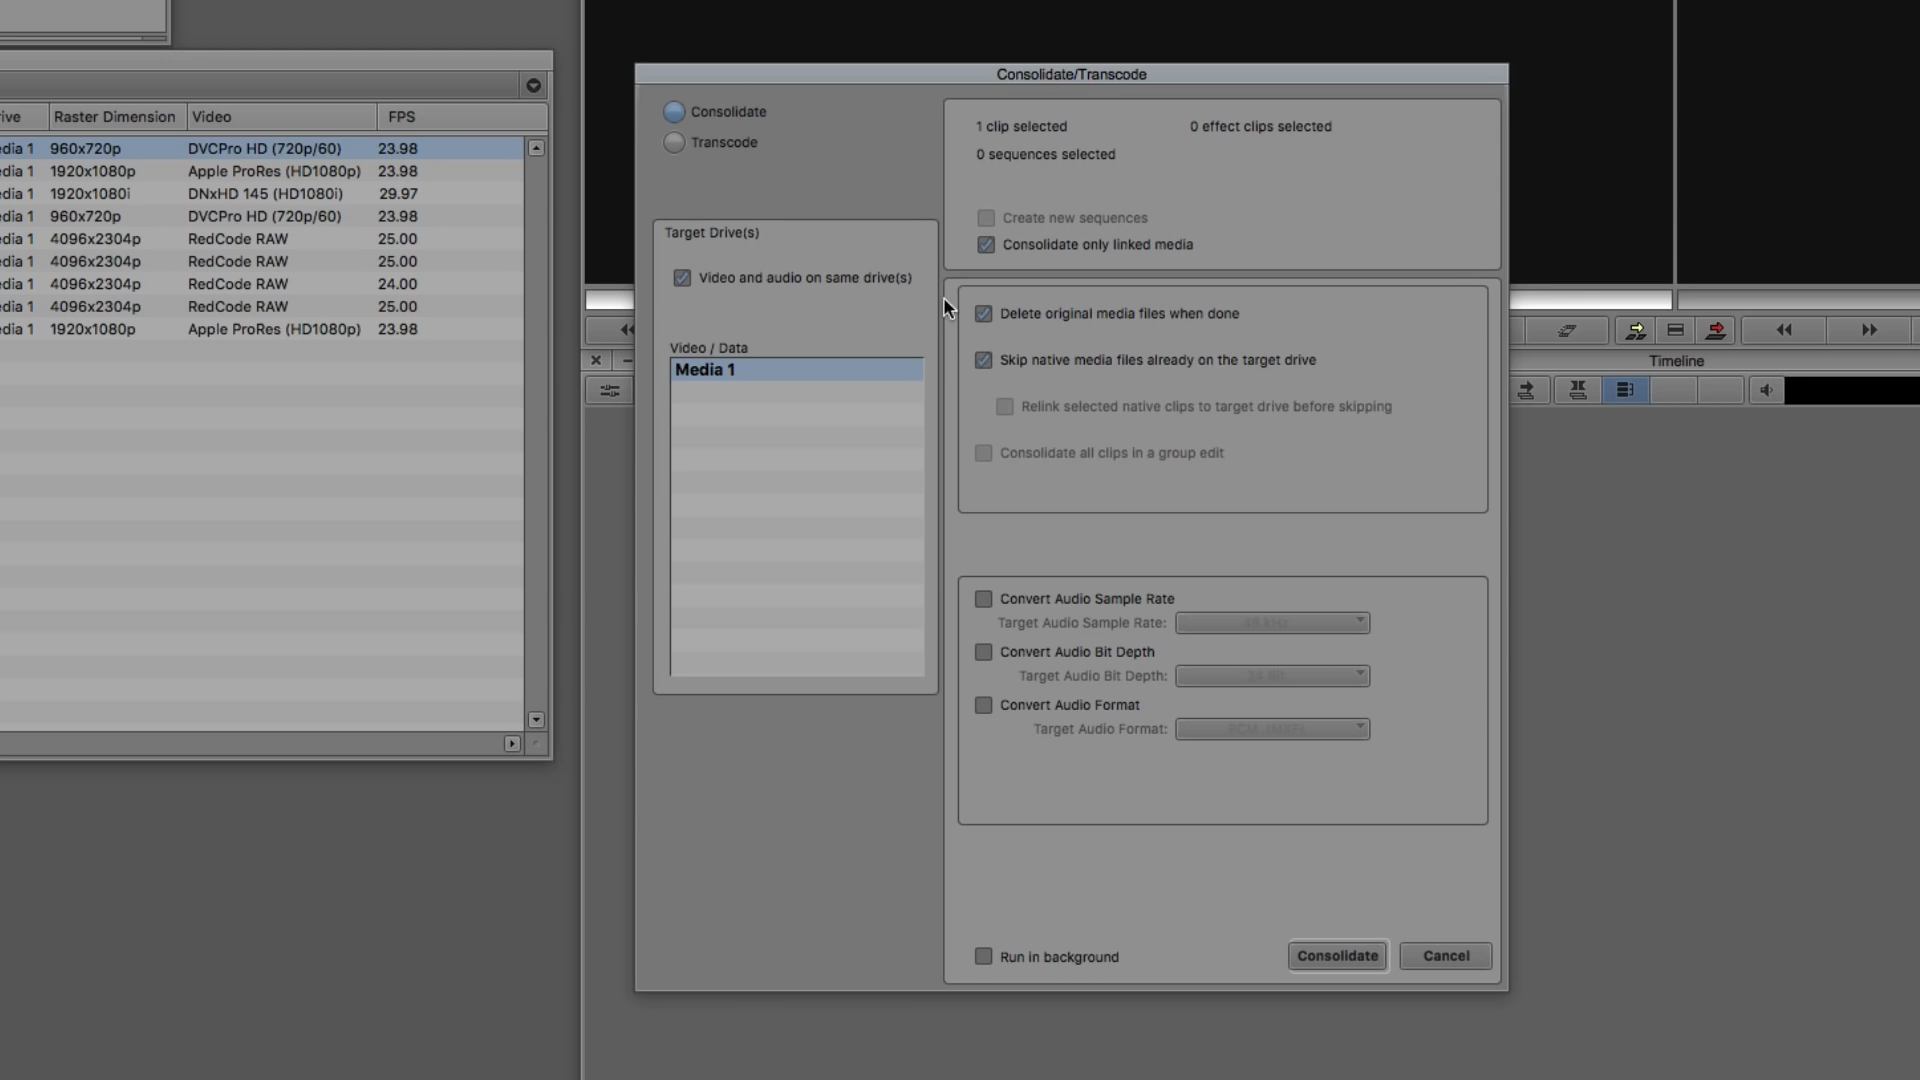 Consolidate/Transcode
rive Raster Dimension Video FPS
edia 1 960x720p DVCPro HD (720p/60) 23.98
edia 1 1920x1080p Apple ProRes (HD1080p) 23.98
edia 1 1920x1080i DNxHD 145 (HD1080i) 29.97
edia 1 960x720p DVCPro HD (720p/60) 23.98
edia 1 4096x2304p RedCode RAW 25.00
edia 1 4096x2304p RedCode RAW 25.00
edia 1 4096x2304p RedCode RAW 24.00
edia 1 4096x2304p RedCode RAW 25.00
edia 1 1920x1080p Apple ProRes (HD1080p) 23.98
Consolidate
Transcode
Target Drive(s)
Video and audio on same drive(s)
Video / Data
Media 1
1 clip selected 0 effect clips selected
0 sequences selected
Create new sequences
Consolidate only linked media
Delete original media files when done
Skip native media files already on the target drive
Relink selected native clips to target drive before skipping
Consolidate all clips in a group edit
Convert Audio Sample Rate
Target Audio Sample Rate:
Convert Audio Bit Depth
Target Audio Bit Depth:
Convert Audio Format
Target Audio Format:
Run in background
Consolidate Cancel
Timeline